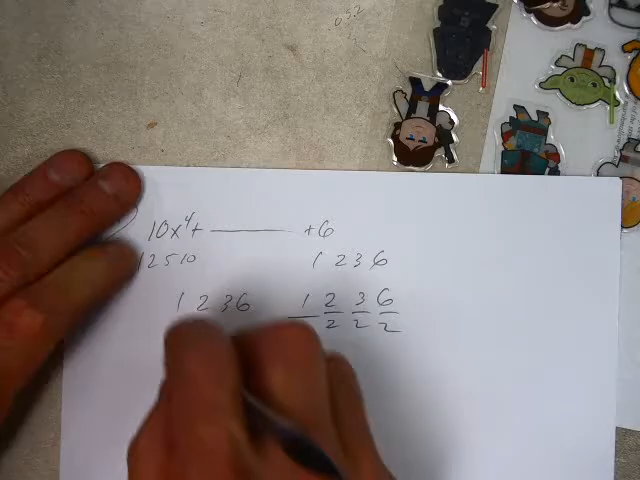 10x⁴+ ______ +6
1 2 5 10 1 2 3 6
1 2 3 6 1/ 2/2 3/2 6/2